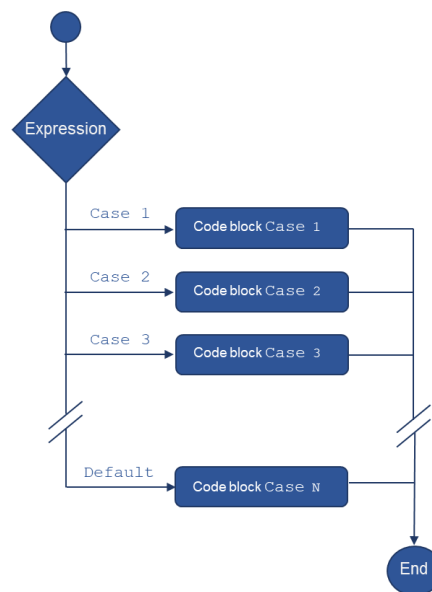 Expression
Case 1
Code block Case 1
Case 2
Code block Case 2
Case 3
Code block Case 3
Default
Code block Case N
End